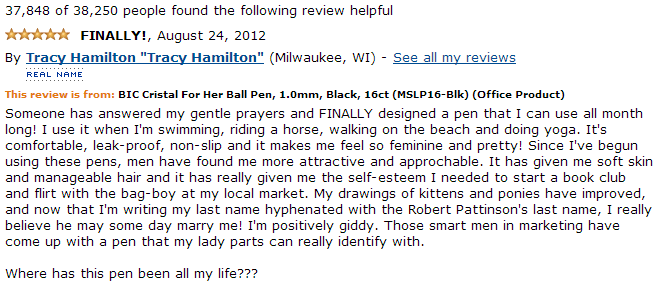 37,848 of 38,250 people found the following review helpful
FINALLY!, August 24, 2012
By Tracy Hamilton "Tracy Hamilton" (Milwaukee, WI) - See all my reviews
REAL NAME
This review is from: BIC Cristal For Her Ball Pen, 1.0mm, Black, 16ct (MSLP16-Blk) (Office Product)
Someone has answered my gentle prayers and FINALLY designed a pen that I can use all month
long! I use it when I'm swimming, riding a horse, walking on the beach and doing yoga. It's
comfortable, leak-proof, non-slip and it makes me feel so feminine and pretty! Since I've begun
using these pens, men have found me more attractive and approchable. It has given me soft skin
and manageable hair and it has really given me the self-esteem I needed to start a book club
and flirt with the bag-boy at my local market. My drawings of kittens and ponies have improved,
and now that I'm writing my last name hyphenated with the Robert Pattinson's last name, I really
believe he may some day marry me! I'm positively giddy. Those smart men in marketing have
come up with a pen that my lady parts can really identify with.
Where has this pen been all my life???